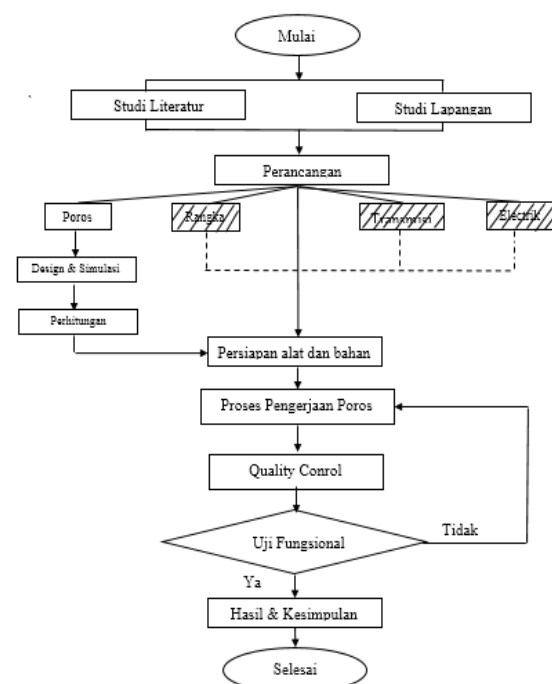 Mulai
Studi Literatur
Studi Lapangan
Perancangan
Poros
Rangka
Transmisi
Electrik
Design & Simulasi
Perhitungan
Persiapan alat dan bahan
Proses Pengerjaan Poros
Quality Conrol
Uji Fungsional
Tidak
Ya
Hasil & Kesimpulan
Selesai